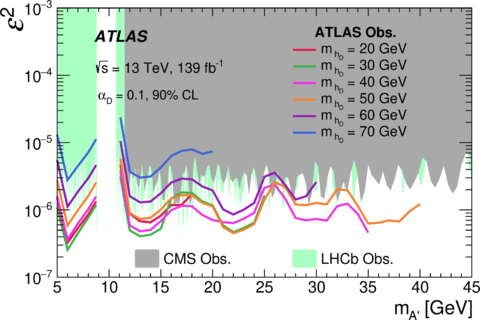 ε²
10⁻³
10⁻⁴
10⁻⁵
10⁻⁶
10⁻⁷
ATLAS
√s = 13 TeV, 139 fb⁻¹
α_D = 0.1, 90% CL
ATLAS Obs.
m_{h_D} = 20 GeV
m_{h_D} = 30 GeV
m_{h_D} = 40 GeV
m_{h_D} = 50 GeV
m_{h_D} = 60 GeV
m_{h_D} = 70 GeV
CMS Obs. LHCb Obs.
5 10 15 20 25 30 35 40 45
m_{A'} [GeV]